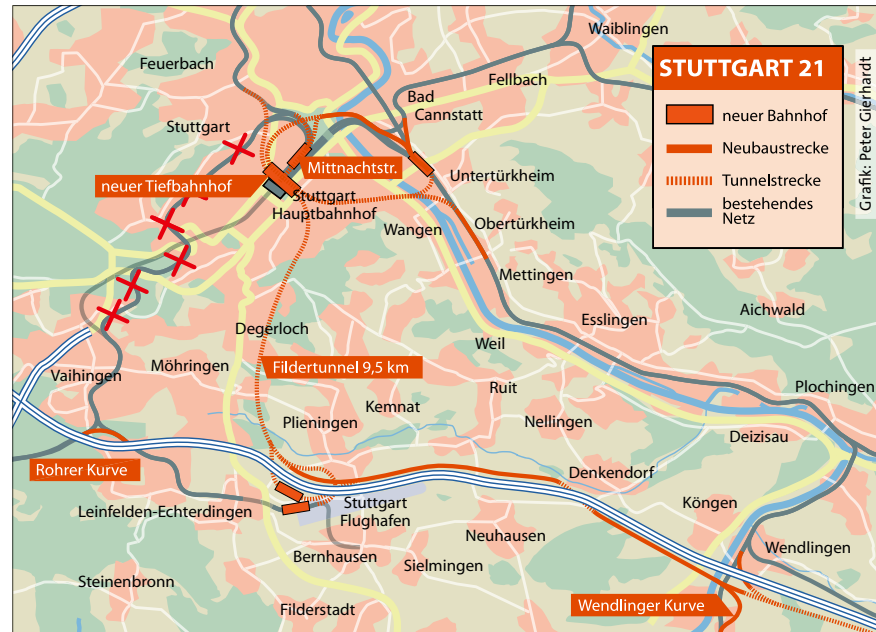 Waiblingen
Feuerbach
Fellbach
Bad
Cannstatt
Stuttgart
Mittnachtstr.
neuer Tiefbahnhof
Stuttgart
Hauptbahnhof
Untertürkheim
Obertürkheim
Wangen
Mettingen
Aichwald
Esslingen
Degerloch
Weil
Möhringen
Fildertunnel 9,5 km
Vaihingen
Ruit
Plochingen
Kemnat
Plieningen
Nellingen
Deizisau
Rohrer Kurve
Denkendorf
Leinfelden-Echterdingen
Stuttgart
Flughafen
Köngen
Neuhausen
Wendlingen
Bernhausen
Sielmingen
Steinenbronn
Filderstadt
Wendlinger Kurve
STUTTGART 21
neuer Bahnhof
Neubaustrecke
Tunnelstrecke
bestehendes
Netz
Grafik: Peter Gierhardt